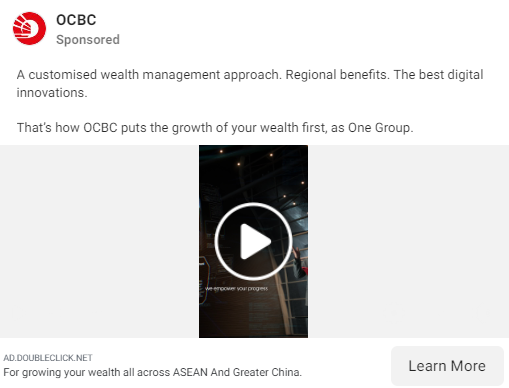 OCBC
Sponsored
A customised wealth management approach. Regional benefits. The best digital
innovations.
That’s how OCBC puts the growth of your wealth first, as One Group.
we empower your progress
AD.DOUBLECLICK.NET
For growing your wealth all across ASEAN And Greater China.
Learn More